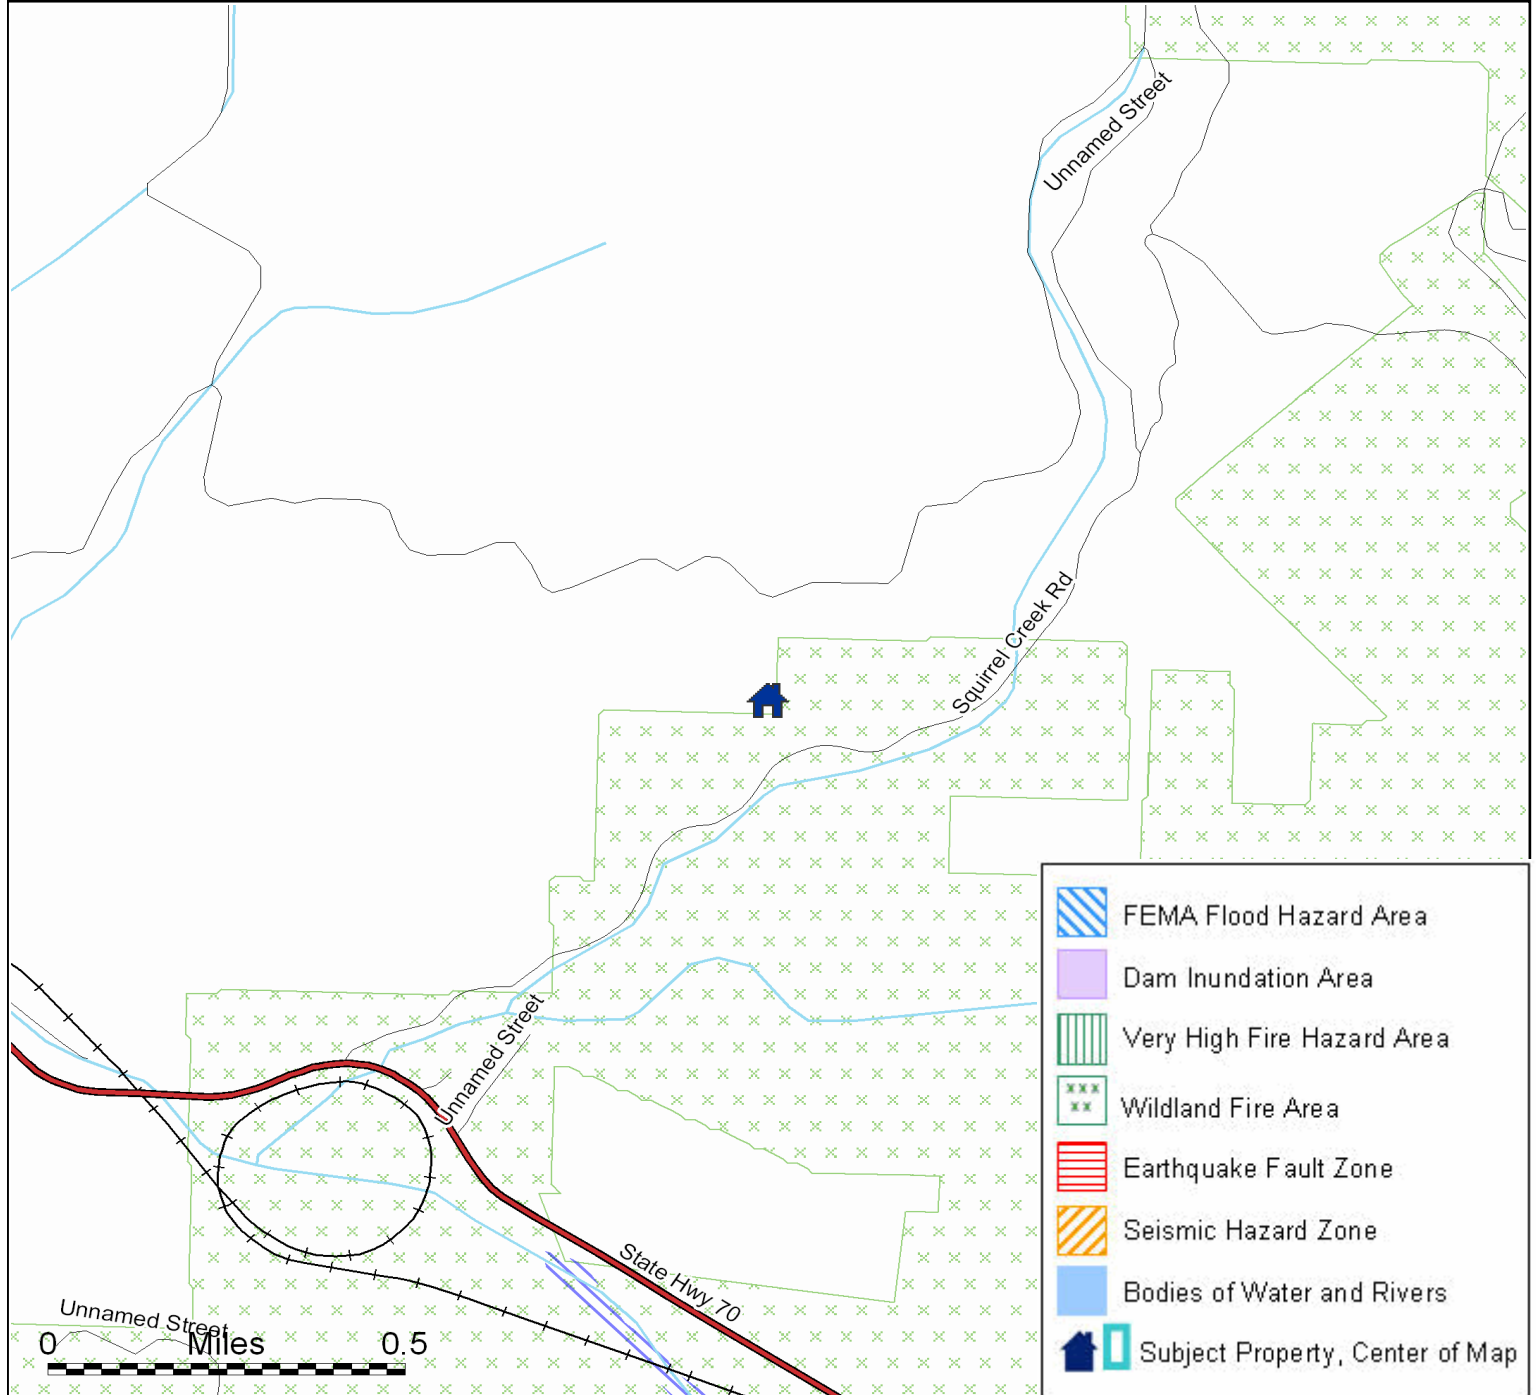 Unnamed Street
Squirrel Creek Rd
Unnamed Street
State Hwy 70
Unnamed Street
0 Miles 0.5
FEMA Flood Hazard Area
Dam Inundation Area
Very High Fire Hazard Area
Wildland Fire Area
Earthquake Fault Zone
Seismic Hazard Zone
Bodies of Water and Rivers
Subject Property, Center of Map